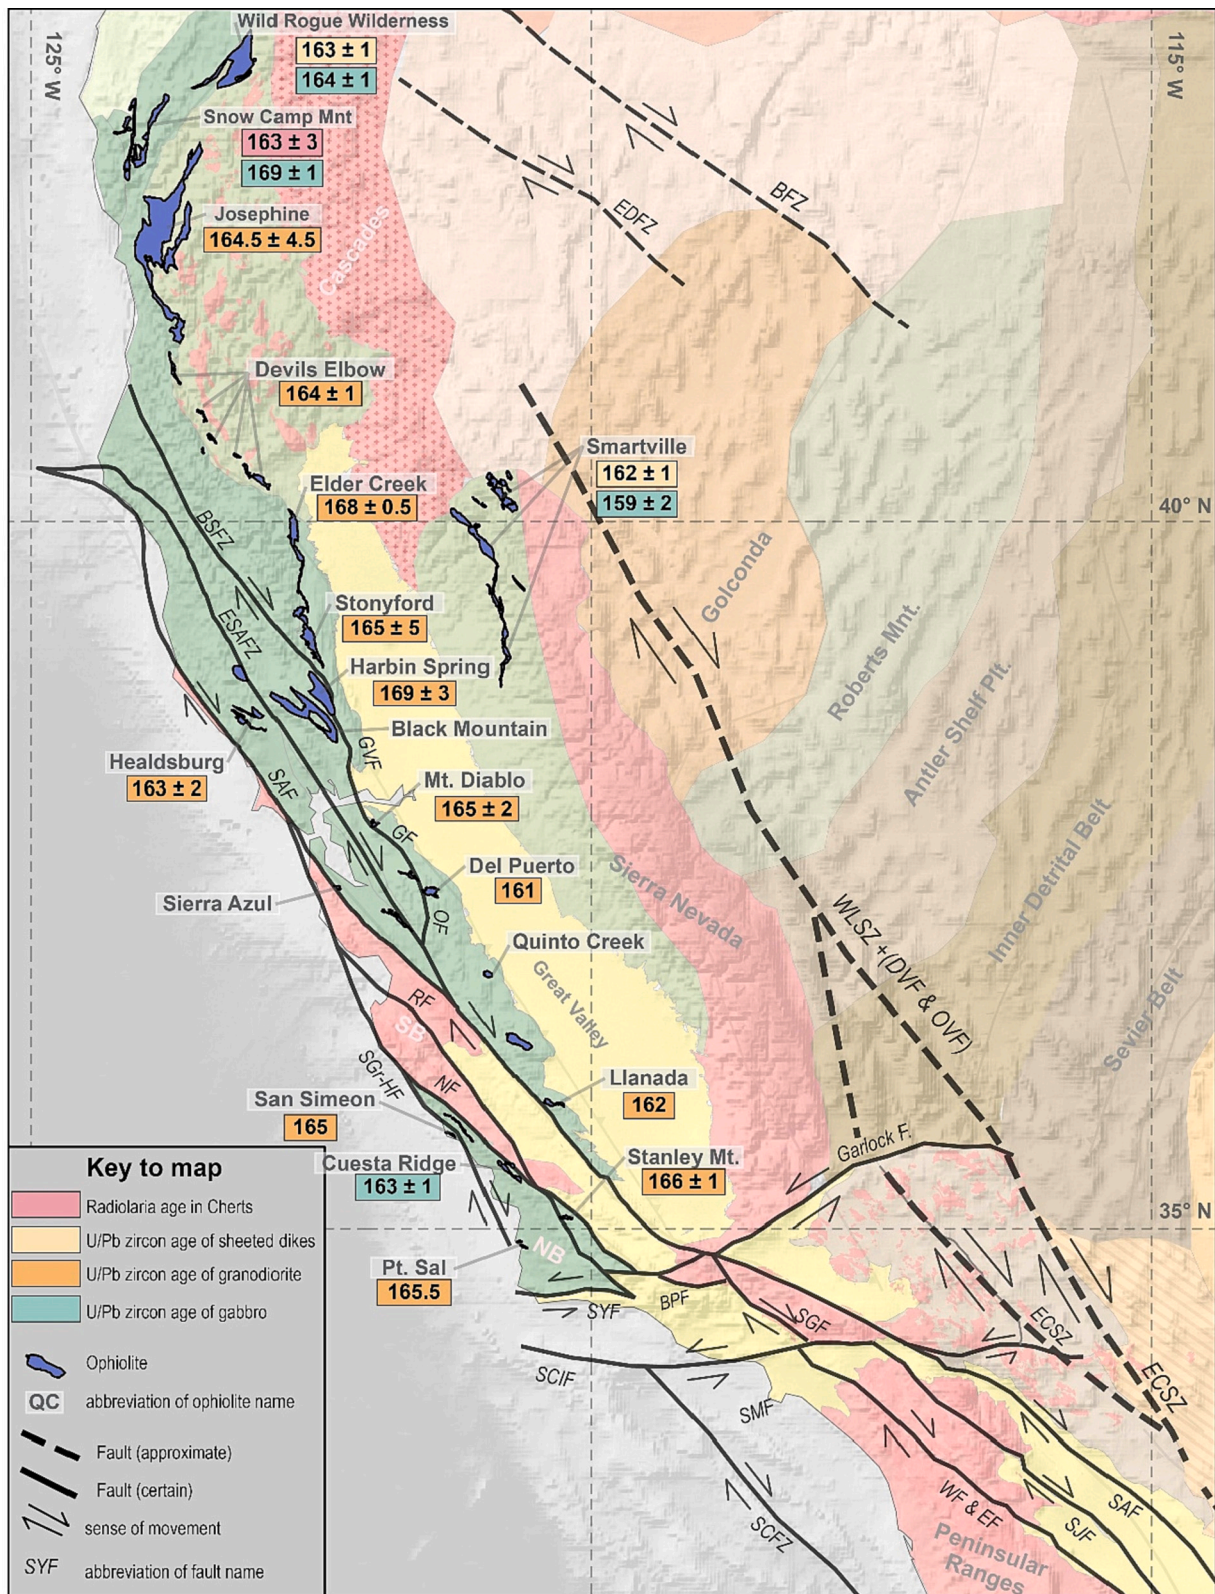 Wild Rogue Wilderness
163 ± 1
164 ± 1
125° W
115° W
Snow Camp Mnt
163 ± 3
169 ± 1
BFZ
EDFZ
Josephine
164.5 ± 4.5
Cascades
Devils Elbow
164 ± 1
Smartville
162 ± 1
159 ± 2
Elder Creek
168 ± 0.5
40° N
BSFZ
Golconda
ESAFZ
Stonyford
165 ± 5
Roberts Mnt.
Harbin Spring
169 ± 3
Antler Shelf Plt.
Black Mountain
GVF
Healdsburg
163 ± 2
SAF
Mt. Diablo
165 ± 2
GF
Inner Detrital Belt
Del Puerto
161
Sierra Nevada
Sierra Azul
OF
WLSZ +(DVF & OVF)
Quinto Creek
Great Valley
RF
SB
Sevier Belt
SGr-HF
NF
Llanada
162
San Simeon
165
Garlock F.
Cuesta Ridge
163 ± 1
Stanley Mt.
166 ± 1
35° N
NB
Pt. Sal
165.5
SYF
BPF
SGF
ECSZ
ECSZ
SCIF
SMF
SCFZ
WF & EF
SJF
SAF
Peninsular
Ranges
Key to map
Radiolaria age in Cherts
U/Pb zircon age of sheeted dikes
U/Pb zircon age of granodiorite
U/Pb zircon age of gabbro
Ophiolite
QC abbreviation of ophiolite name
Fault (approximate)
Fault (certain)
sense of movement
SYF abbreviation of fault name